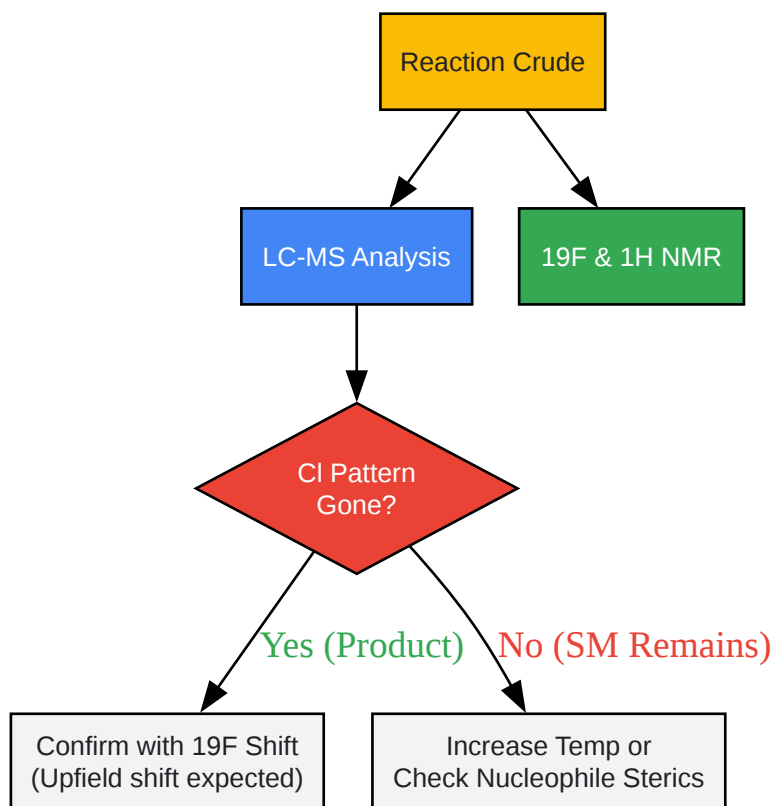 Reaction Crude
LC-MS Analysis
19F & 1H NMR
Cl Pattern
Gone?
Yes (Product)
No (SM Remains)
Confirm with 19F Shift
(Upfield shift expected)
Increase Temp or
Check Nucleophile Sterics